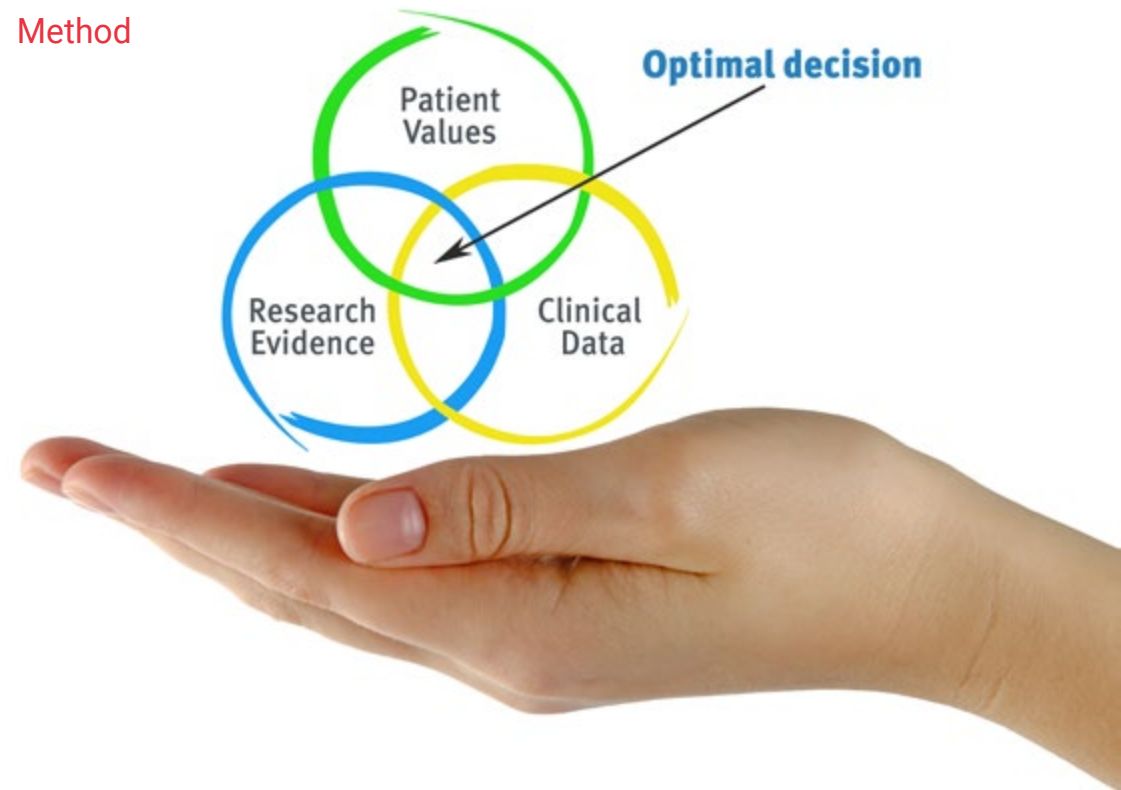 Method
Optimal decision
Patient
Values
Research
Evidence
Clinical
Data